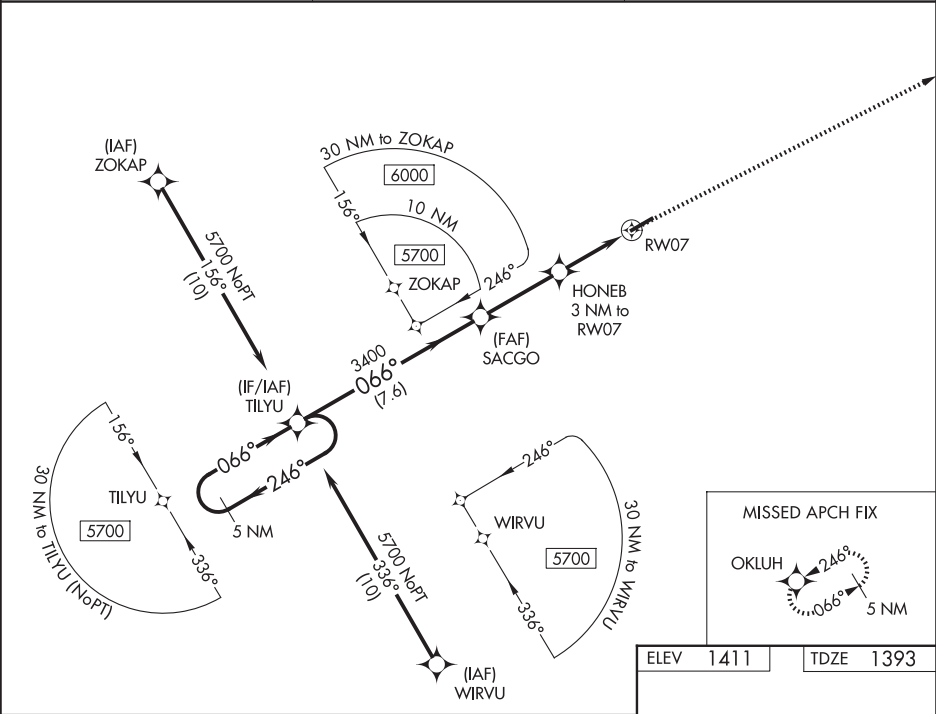 (IAF)
ZOKAP
5700 NoPT
156°
(10)
30 NM to ZOKAP
6000
156°
10 NM
5700
ZOKAP
246°
RW07
HONEB
3 NM to
RW07
(FAF)
SACGO
3400
066°
(7.6)
(IF/IAF)
TILYU
066°
246°
5 NM
156°
TILYU
5700
336°
30 NM to TILYU (NoPT)
5700 NoPT
336°
(10)
(IAF)
WIRVU
246°
WIRVU
5700
336°
30 NM to WIRVU
MISSED APCH FIX
OKLUH
246°
066°
5 NM
ELEV 1411
TDZE 1393